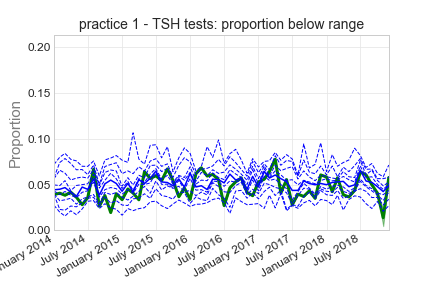 practice 1 - TSH tests: proportion below range
0.20
0.15
Proportion
0.10
0.05
0.00
nuary 2014
July 2014
January 2015
July 2015
January 2016
July 2016
January 2017
July 2017
January 2018
July 2018